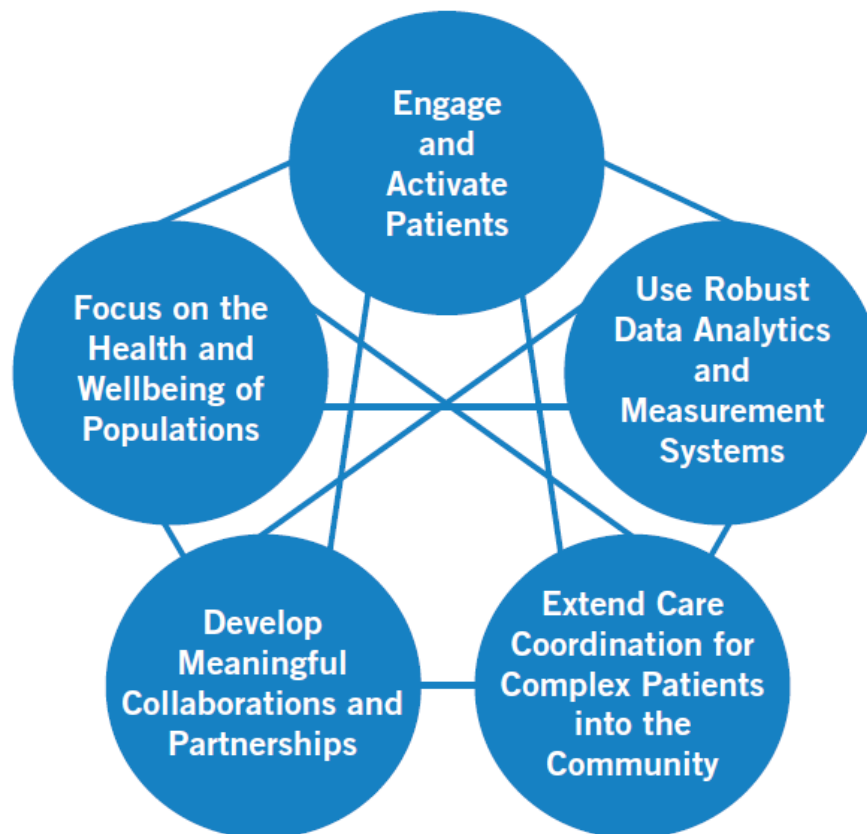 Engage
and
Activate
Patients
Focus on the
Health and
Wellbeing of
Populations
Use Robust
Data Analytics
and
Measurement
Systems
Develop
Meaningful
Collaborations and
Partnerships
Extend Care
Coordination for
Complex Patients
into the
Community